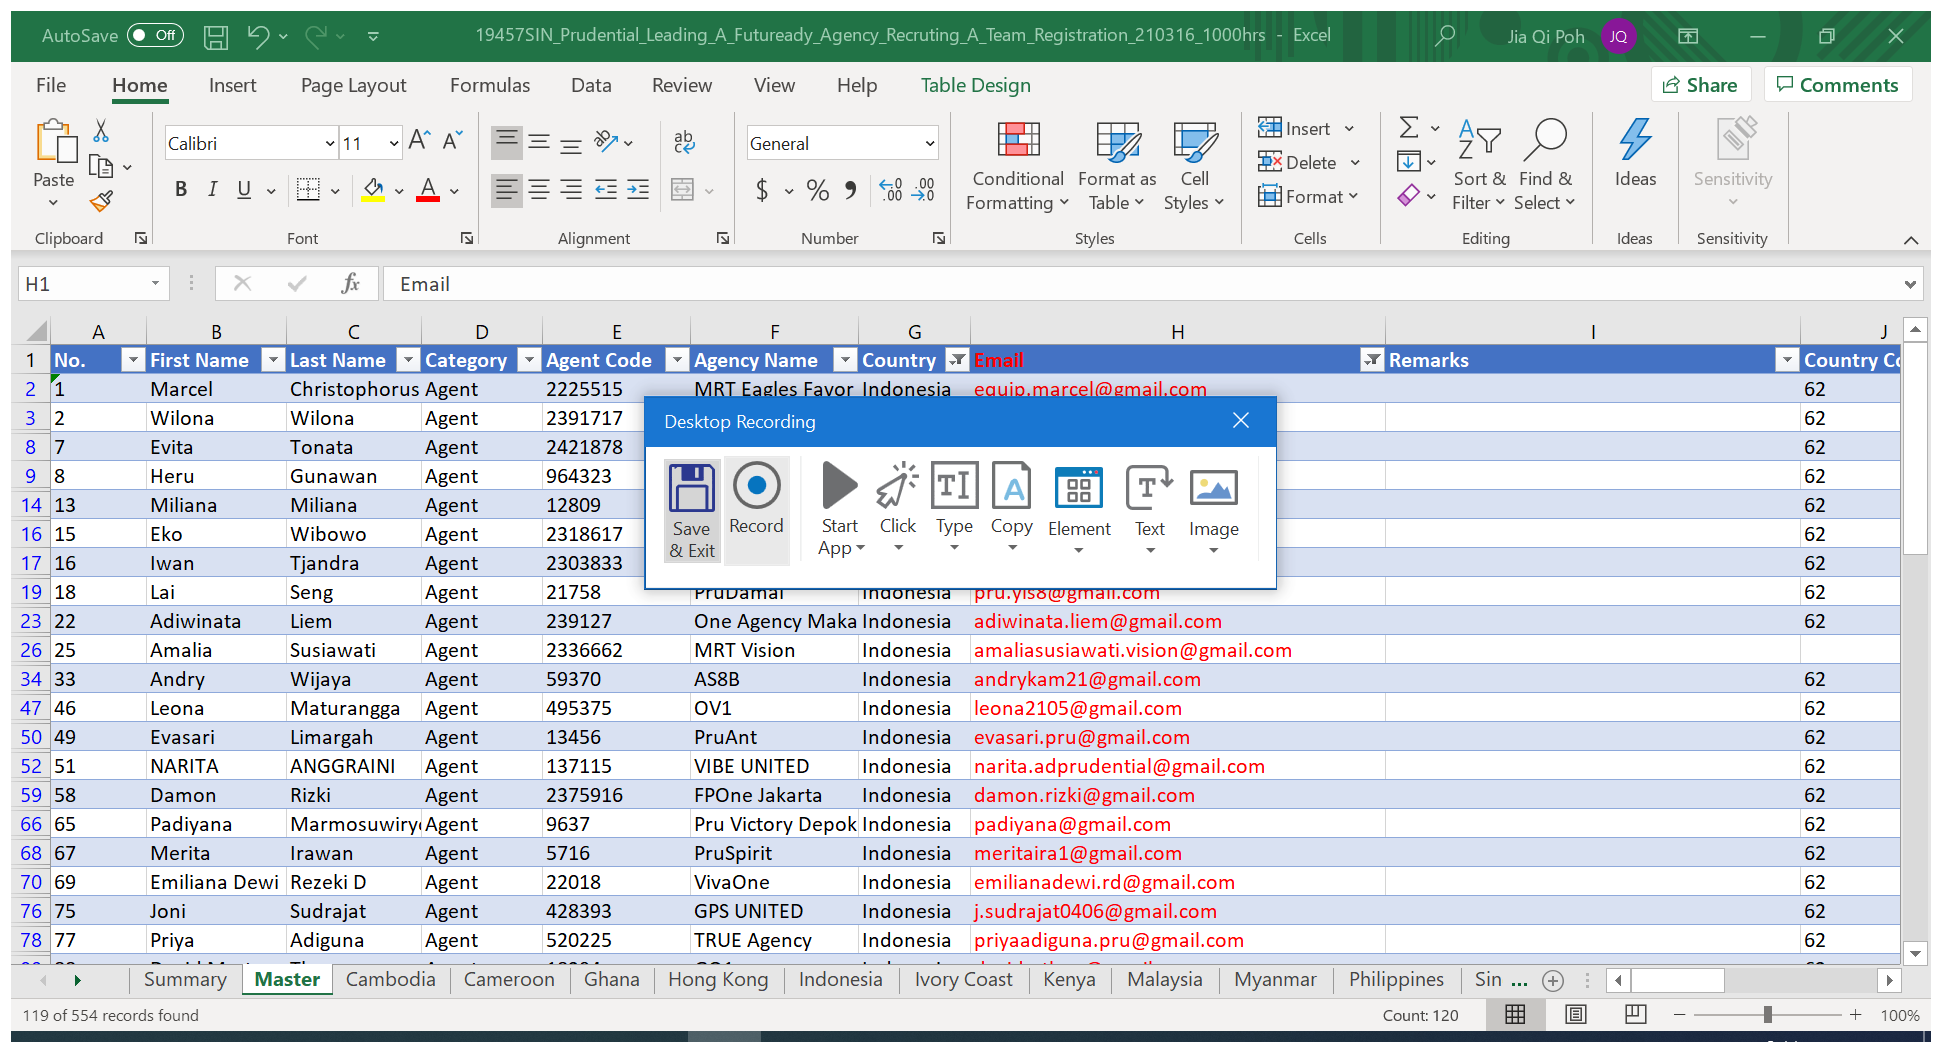 AutoSave Off 19457SIN_Prudential_Leading_A_Futuready_Agency_Recruting_A_Team_Registration_210316_1000hrs - Excel Jia Qi Poh JQ
File Home Insert Page Layout Formulas Data Review View Help Table Design Share Comments
Calibri 11 General
Paste
B I U A $ % 9
Conditional Formatting
Format as Table
Cell Styles
Insert
Delete
Format
Sort & Filter
Find & Select
Ideas
Sensitivity
Clipboard Font Alignment Number Styles Cells Editing Ideas Sensitivity
H1 fx Email
A B C D E F G H I J
1 No. First Name Last Name Category Agent Code Agency Name Country Email Remarks Country Co
2 1 Marcel Christophorus Agent 2225515 MRT Eagles Favor Indonesia equip.marcel@gmail.com 62
3 2 Wilona Wilona Agent 2391717 62
8 7 Evita Tonata Agent 2421878 62
9 8 Heru Gunawan Agent 964323 62
14 13 Miliana Miliana Agent 12809 62
16 15 Eko Wibowo Agent 2318617 62
17 16 Iwan Tjandra Agent 2303833 62
Desktop Recording
Save & Exit
Record
Start App
Click
Type
Copy
Element
Text
Image
19 18 Lai Seng Agent 21758 PruDamai Indonesia pru.yls8@gmail.com 62
23 22 Adiwinata Liem Agent 239127 One Agency Maka Indonesia adiwinata.liem@gmail.com 62
26 25 Amalia Susiawati Agent 2336662 MRT Vision Indonesia amaliasusiawati.vision@gmail.com
34 33 Andry Wijaya Agent 59370 AS8B Indonesia andrykam21@gmail.com 62
47 46 Leona Maturangga Agent 495375 OV1 Indonesia leona2105@gmail.com 62
50 49 Evasari Limargah Agent 13456 PruAnt Indonesia evasari.pru@gmail.com 62
52 51 NARITA ANGGRAINI Agent 137115 VIBE UNITED Indonesia narita.adprudential@gmail.com 62
59 58 Damon Rizki Agent 2375916 FPOne Jakarta Indonesia damon.rizki@gmail.com 62
66 65 Padiyana Marmosuwiryo Agent 9637 Pru Victory Depok Indonesia padiyana@gmail.com 62
68 67 Merita Irawan Agent 5716 PruSpirit Indonesia meritaira1@gmail.com 62
70 69 Emiliana Dewi Rezeki D Agent 22018 VivaOne Indonesia emilianadewi.rd@gmail.com 62
76 75 Joni Sudrajat Agent 428393 GPS UNITED Indonesia j.sudrajat0406@gmail.com 62
78 77 Priya Adiguna Agent 520225 TRUE Agency Indonesia priyaadiguna.pru@gmail.com 62
Summary Master Cambodia Cameroon Ghana Hong Kong Indonesia Ivory Coast Kenya Malaysia Myanmar Philippines Sin ...
119 of 554 records found Count: 120 100%